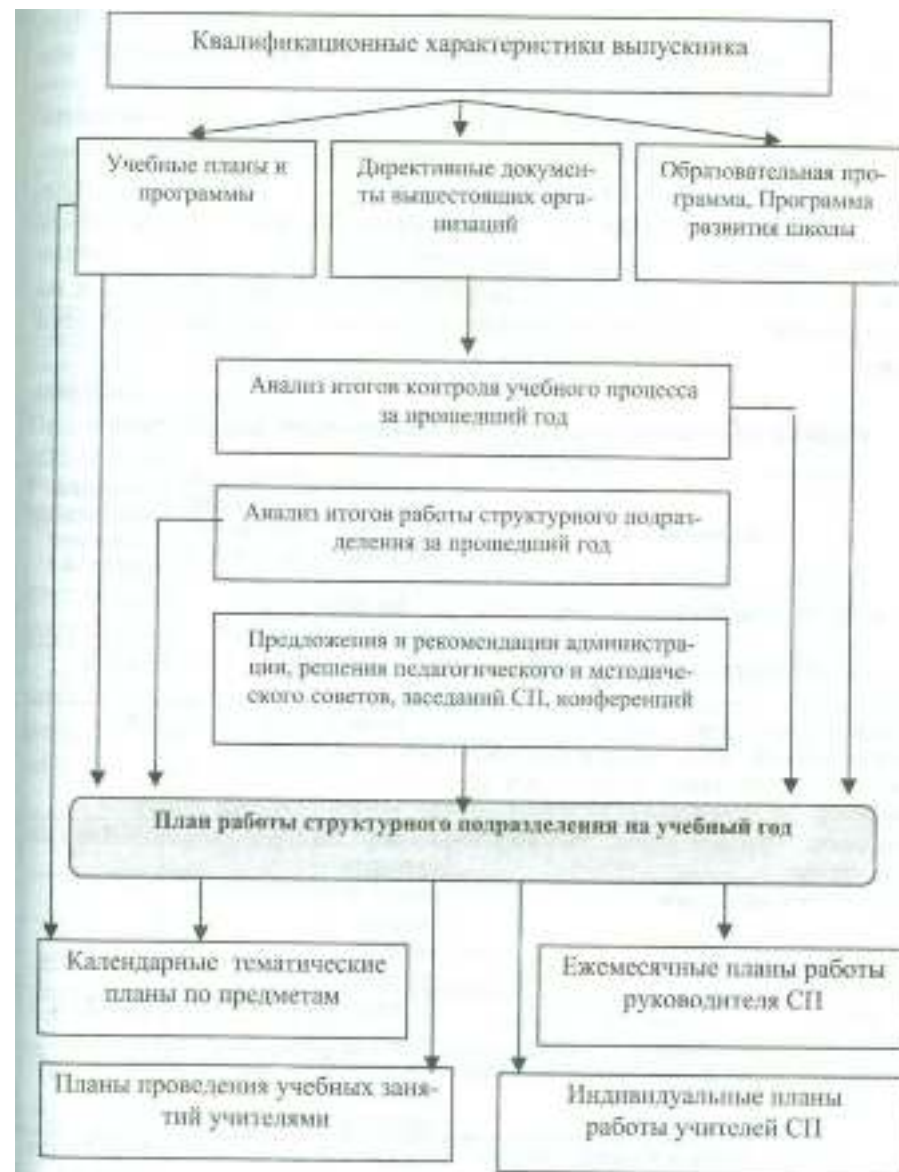 Квалификационные характеристики выпускника
Учебные планы и
программы
Директивные докумен-
ты вышестоящих орга-
низаций
Образовательная про-
грамма, Программа
развития школы
Анализ итогов контроля учебного процесса
за прошедший год
Анализ итогов работы структурного подраз-
деления за прошедший год
Предложения и рекомендации администра-
ции, решения педагогического и методиче-
ского советов, заседаний СП, конференций
План работы структурного подразделения на учебный год
Календарные тематические
планы по предметам
Ежемесячные планы работы
руководителя СП
Планы проведения учебных заня-
тий учителями
Индивидуальные планы
работы учителей СП